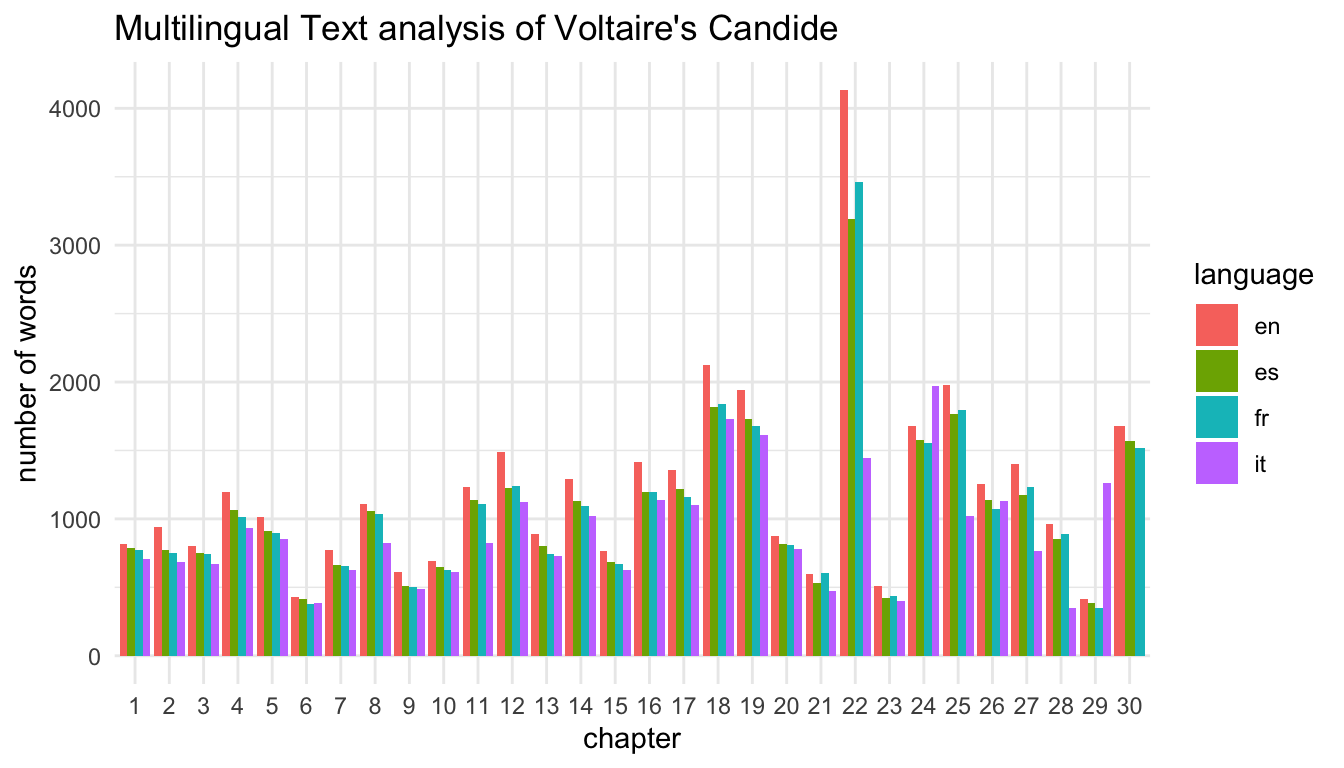 Multilingual Text analysis of Voltaire's Candide
number of words
4000
3000
2000
1000
0
1 2 3 4 5 6 7 8 9 10 11 12 13 14 15 16 17 18 19 20 21 22 23 24 25 26 27 28 29 30
chapter
language
en
es
fr
it